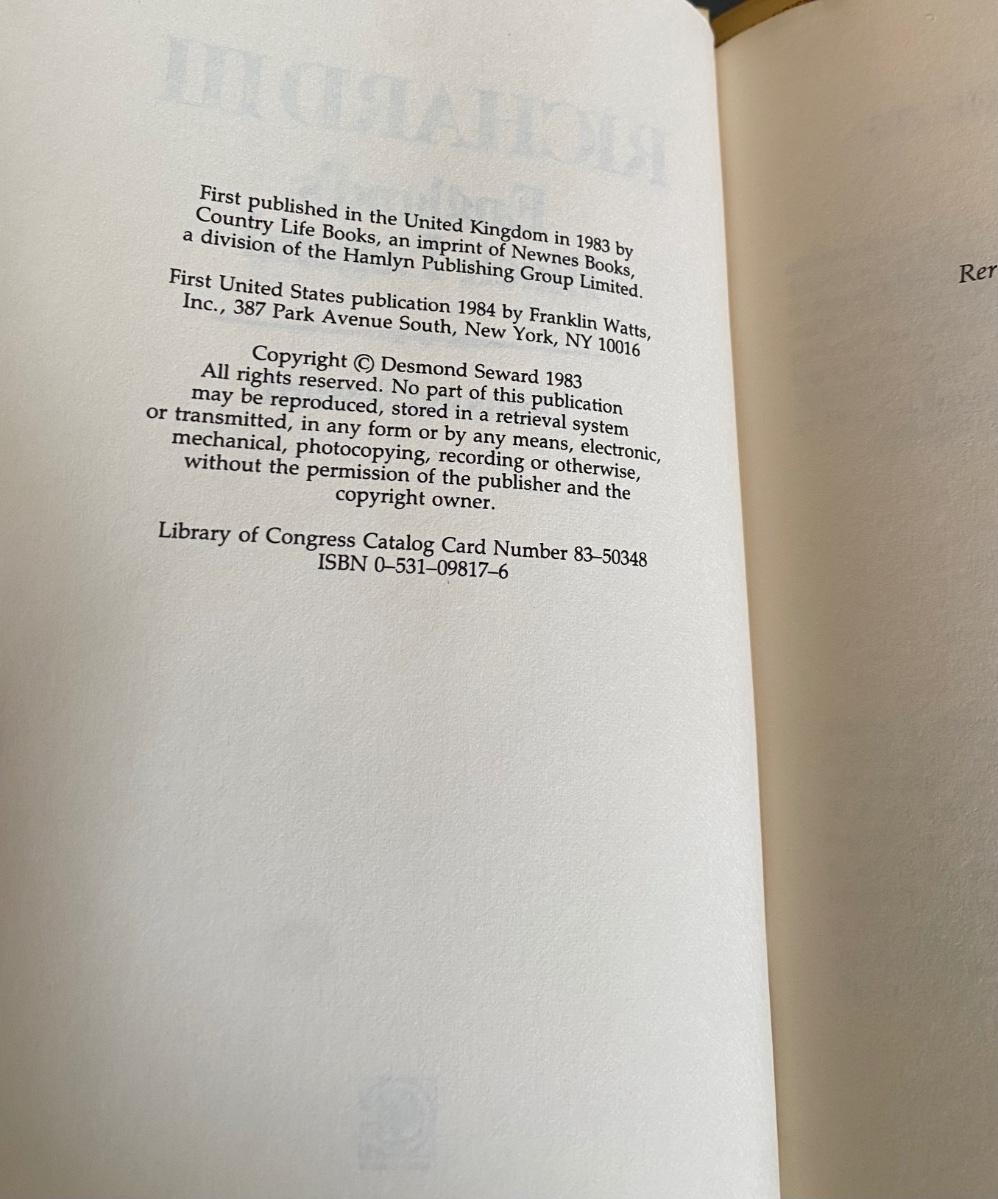 First published in the United Kingdom in 1983 by
Country Life Books, an imprint of Newnes Books,
a division of the Hamlyn Publishing Group Limited.
First United States publication 1984 by Franklin Watts,
Inc., 387 Park Avenue South, New York, NY 10016
Copyright © Desmond Seward 1983
All rights reserved. No part of this publication
may be reproduced, stored in a retrieval system
or transmitted, in any form or by any means, electronic,
mechanical, photocopying, recording or otherwise,
without the permission of the publisher and the
copyright owner.
Library of Congress Catalog Card Number 83–50348
ISBN 0–531–09817–6
RICHARD III
England's
Rer